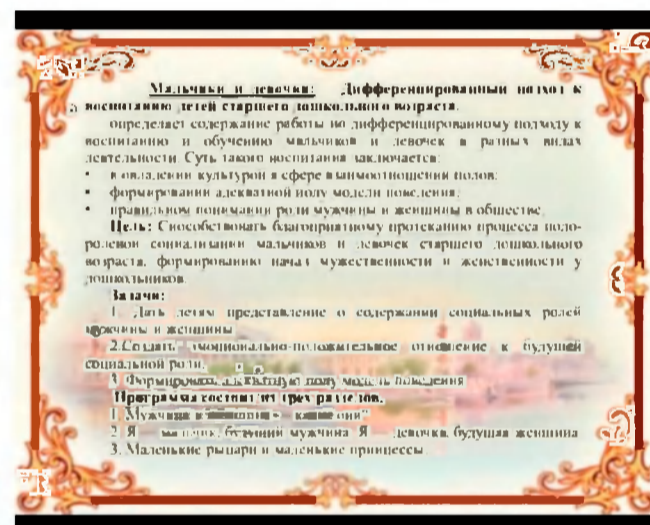 Мальчики и девочки: Дифференцированный подход к
воспитанию детей старшего дошкольного возраста.
определяет содержание работы по дифференцированному подходу к
воспитанию и обучению мальчиков и девочек в разных видах
деятельности. Суть такого воспитания заключается:
• в овладении культурой в сфере взаимоотношения полов;
• формировании адекватной полу модели поведения;
• правильном понимании роли мужчины и женщины в обществе.
Цель: Способствовать благоприятному протеканию процесса поло-
ролевой социализации мальчиков и девочек старшего дошкольного
возраста, формированию начал мужественности и женственности у
дошкольников.
Задачи:
1. Дать детям представление о содержании социальных ролей
мужчины и женщины
2.Создать эмоционально-положительное отношение к будущей
социальной роли.
3. Формировать адекватную полу модель поведения
Программа состоит из трех разделов.
1. Мужчина и женщина - какие они?
2. Я мальчик, будущий мужчина. Я девочка, будущая женщина
3. Маленькие рыцари и маленькие принцессы